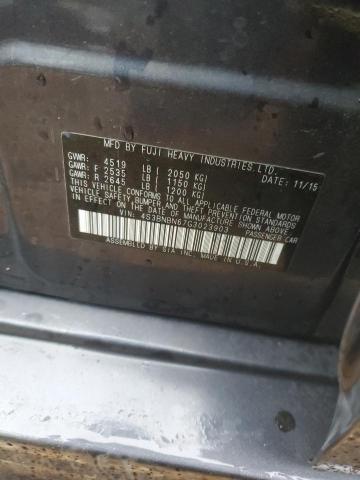 MFD BY FUJI HEAVY INDUSTRIES,LTD.
GVWR: 4519 LB ( 2050 KG) DATE: 11/15
GAWR: F 2535 LB ( 1150 KG)
GAWR: R 2645 LB ( 1200 KG)
THIS VEHICLE CONFORMS TO ALL APPLICABLE FEDERAL MOTOR
VEHICLE SAFETY, BUMPER AND THEFT PREVENTION STANDARDS
IN EFFECT ON THE DATE OF MANUFACTURE SHOWN ABOVE.
VIN: 4S3BNBN67G3023903 PASSENGER CAR
ASSEMBLED BY SIA INC. MADE IN U.S.A.